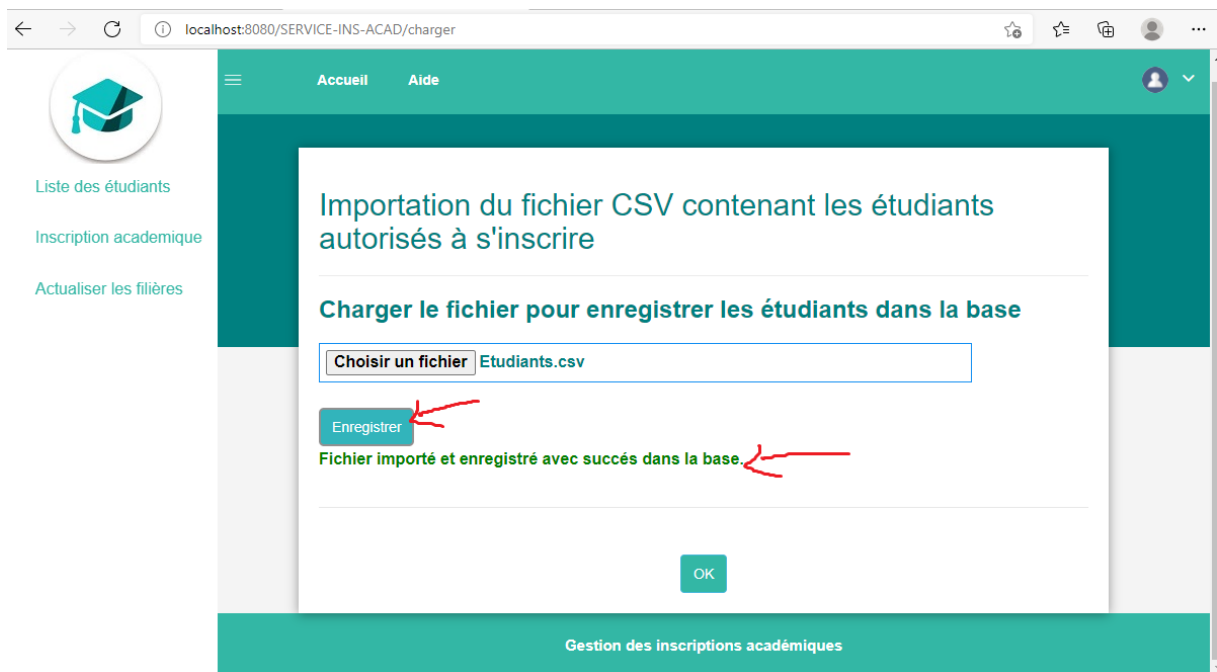 localhost:8080/SERVICE-INS-ACAD/charger
Accueil Aide
Liste des étudiants
Inscription academique
Actualiser les filières
Importation du fichier CSV contenant les étudiants
autorisés à s'inscrire
Charger le fichier pour enregistrer les étudiants dans la base
Choisir un fichier Etudiants.csv
Enregistrer
Fichier importé et enregistré avec succés dans la base.
OK
Gestion des inscriptions académiques